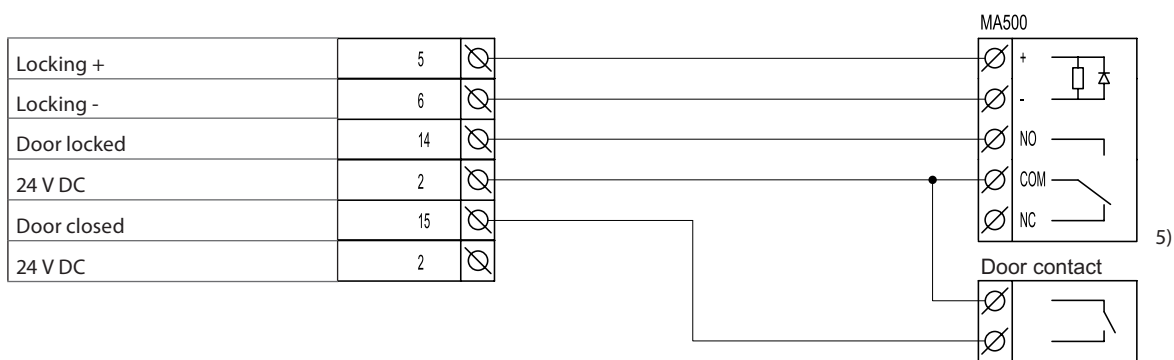 MA500
Locking + 5 +
Locking - 6 -
Door locked 14 NO
24 V DC 2 COM
Door closed 15 NC
5)
24 V DC 2
Door contact